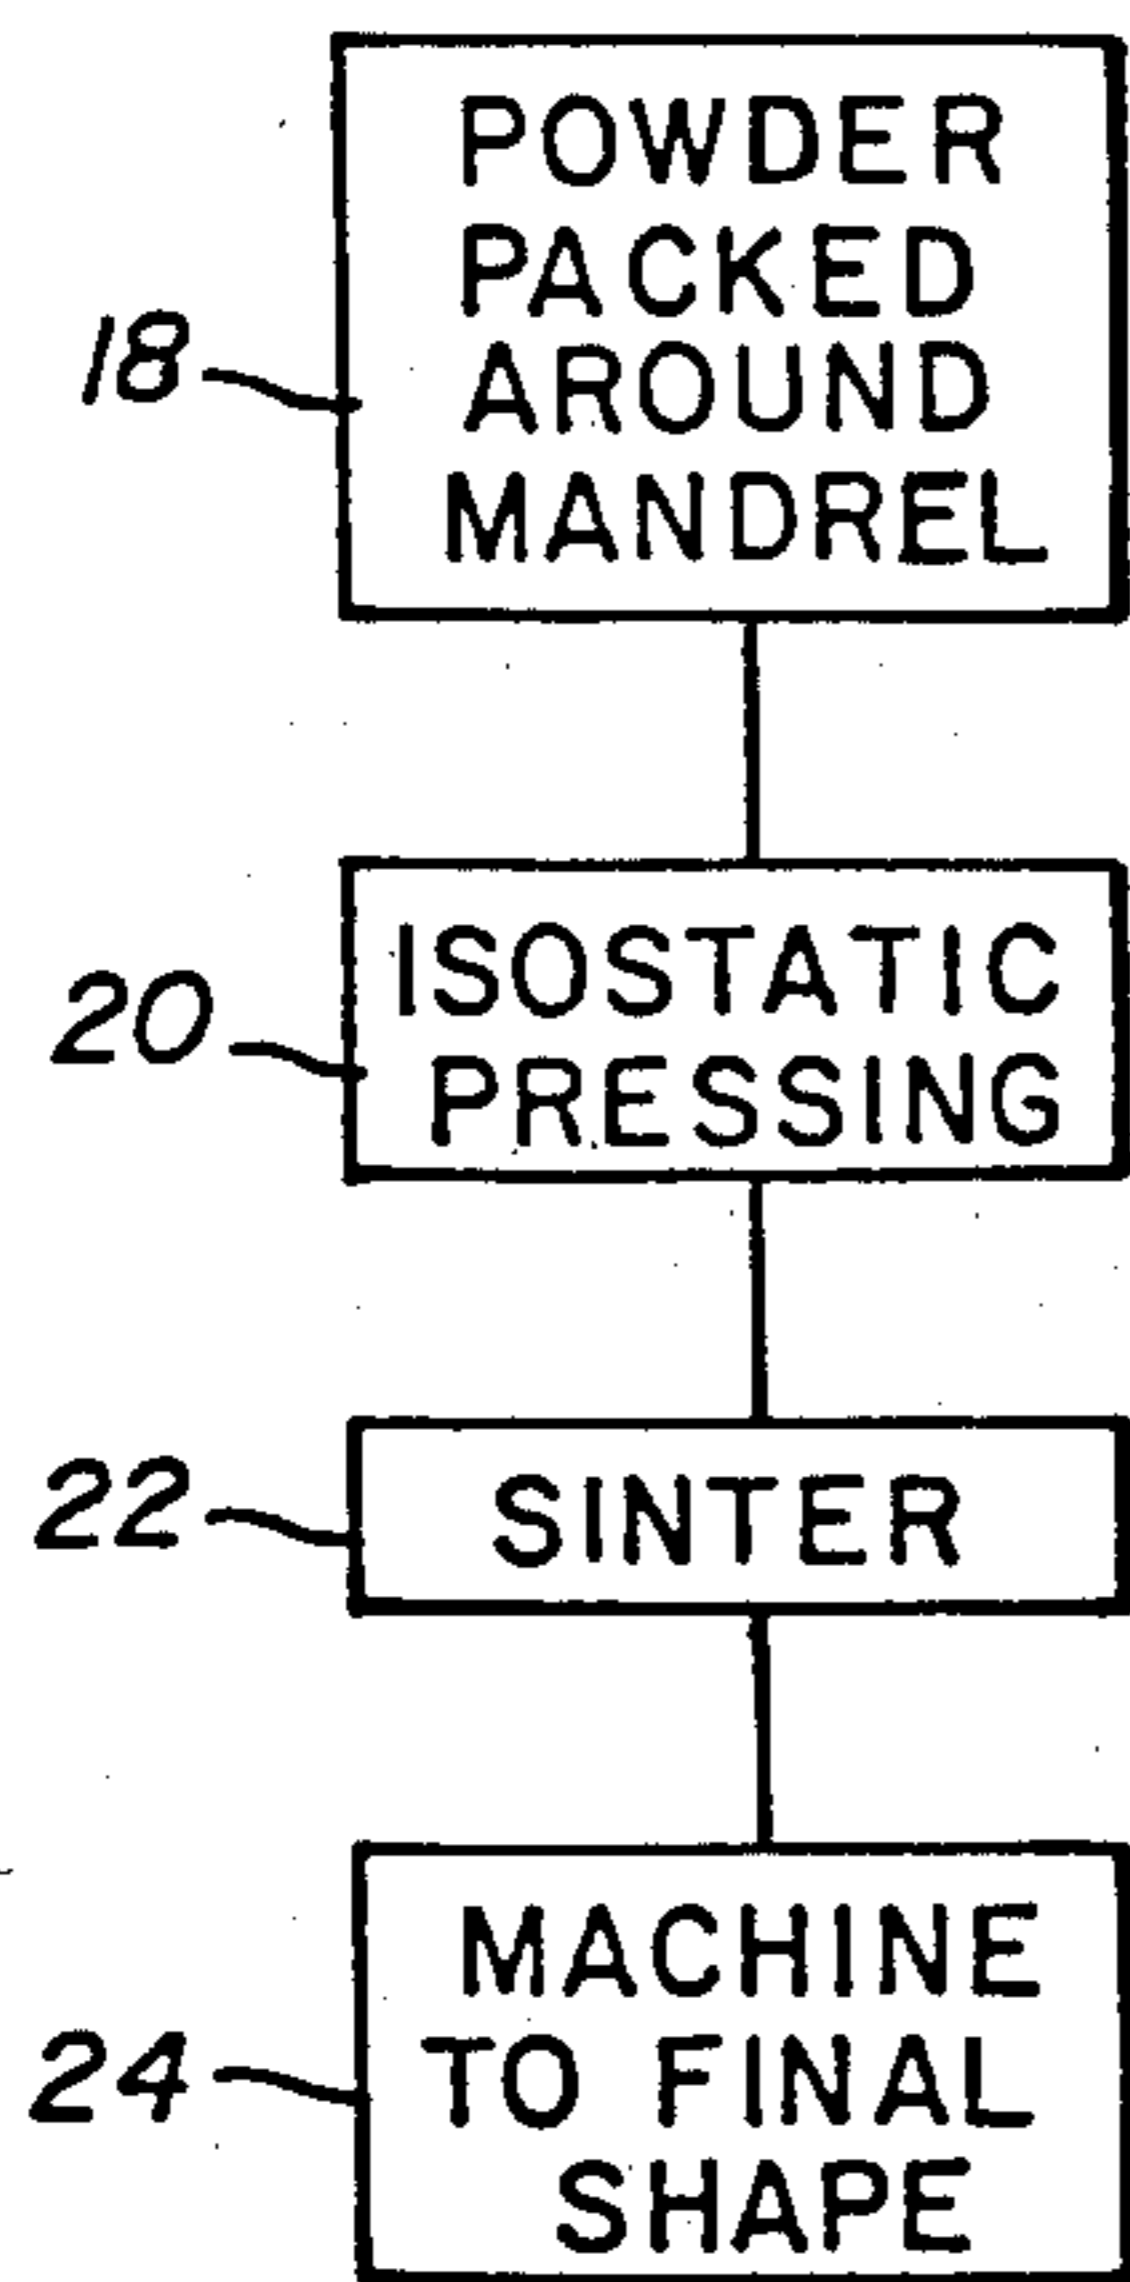 POWDER
PACKED
AROUND
MANDREL
18
ISOSTATIC
PRESSING
20
SINTER
22
MACHINE
TO FINAL
SHAPE
24